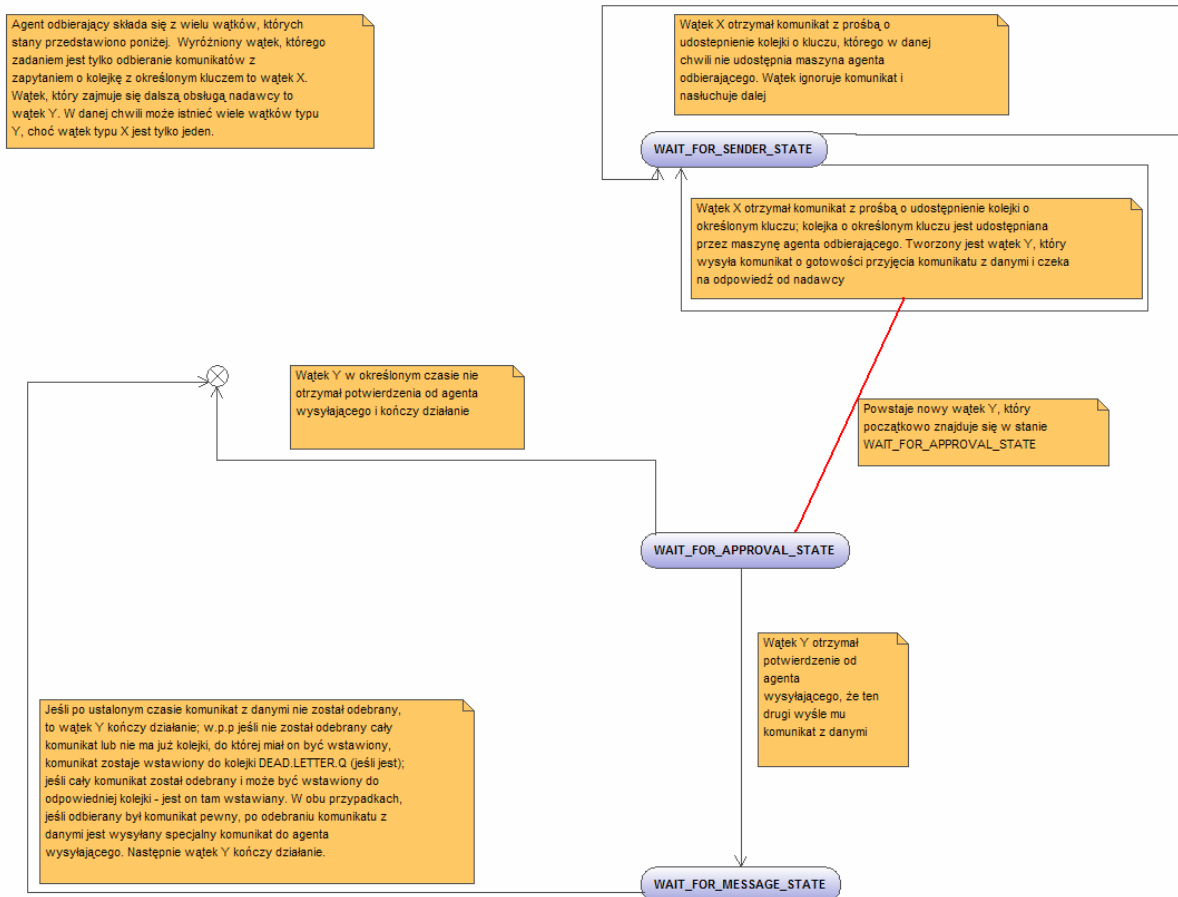 Agent odbierający składa się z wielu wątków, których
stany przedstawiono poniżej.  Wyróżniony wątek, którego
zadaniem jest tylko odbieranie komunikatów z
zapytaniem o kolejkę z określonym kluczem to wątek X.
Wątek, który zajmuje się dalszą obsługą nadawcy to
wątek Y. W danej chwili może istnieć wiele wątków typu
Y, choć wątek typu X jest tylko jeden.
Wątek X otrzymał komunikat z prośbą o
udostepnienie kolejki o kluczu, którego w danej
chwili nie udostępnia maszyna agenta
odbierającego. Wątek ignoruje komunikat i
nasłuchuje dalej
WAIT_FOR_SENDER_STATE
Wątek X otrzymał komunikat z prośbą o udostępnienie kolejki o
określonym kluczu; kolejka o określonym kluczu jest udostępniana
przez maszynę agenta odbierającego. Tworzony jest wątek Y, który
wysyła komunikat o gotowości przyjęcia komunikatu z danymi i czeka
na odpowiedź od nadawcy
Wątek Y w określonym czasie nie
otrzymał potwierdzenia od agenta
wysyłającego i kończy działanie
Powstaje nowy wątek Y, który
początkowo znajduje się w stanie
WAIT_FOR_APPROVAL_STATE
WAIT_FOR_APPROVAL_STATE
Wątek Y otrzymał
potwierdzenie od
agenta
wysyłającego, że ten
drugi wyśle mu
komunikat z danymi
Jeśli po ustalonym czasie komunikat z danymi nie został odebrany,
to wątek Y kończy działanie; w.p.p jeśli nie został odebrany cały
komunikat lub nie ma już kolejki, do której miał on być wstawiony,
komunikat zostaje wstawiony do kolejki DEAD.LETTER.Q (jeśli jest);
jeśli cały komunikat został odebrany i może być wstawiony do
odpowiedniej kolejki - jest on tam wstawiany. W obu przypadkach,
jeśli odbierany był komunikat pewny, po odebraniu komunikatu z
danymi jest wysyłany specjalny komunikat do agenta
wysyłającego. Następnie wątek Y kończy działanie.
WAIT_FOR_MESSAGE_STATE